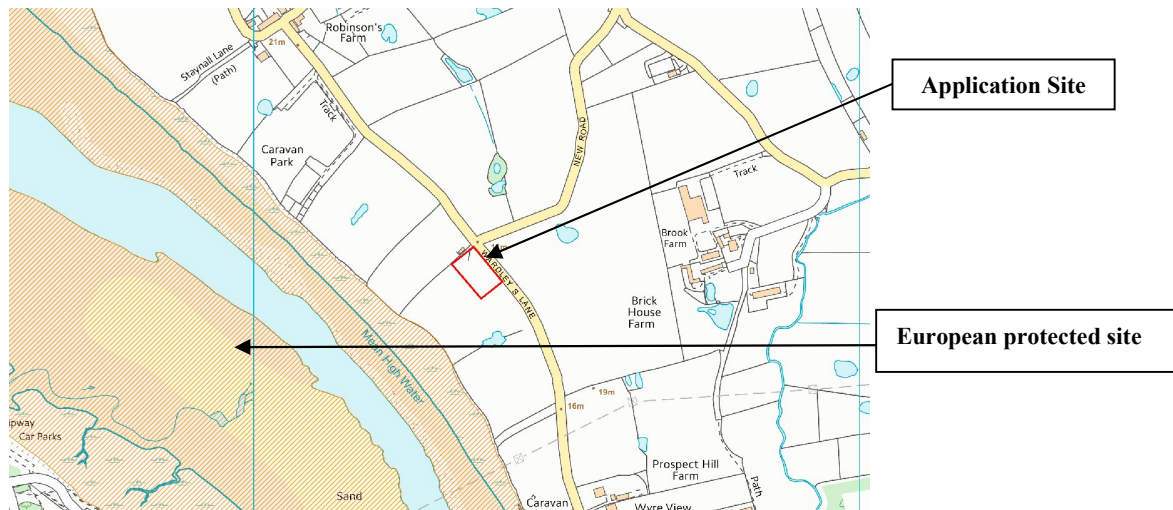 Robinson's
Farm
21m
Staynall Lane
(Path)
Track
Caravan
Park
NEW ROAD
Application Site
Track
Brook
Farm
WARDLEY'S LANE
Brick
House
Farm
European protected site
Mean High Water
19m
16m
ipway
Car Parks
Sand
Prospect Hill
Farm
Path
Caravan
Wyre View